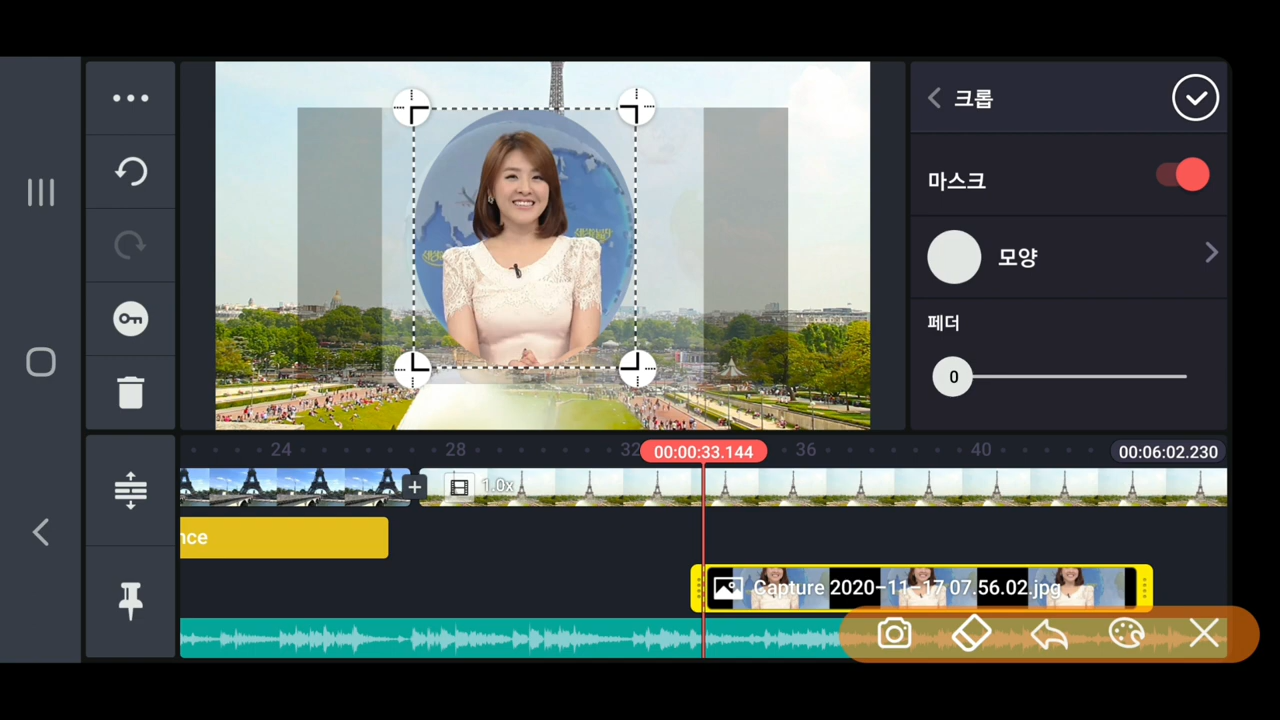 크롭
마스크
모양
페더
0
24
28
32
00:00:33.144
36
40
00:06:02.230
1.0x
nce
Capture 2020-11-17 07.56.02.jpg